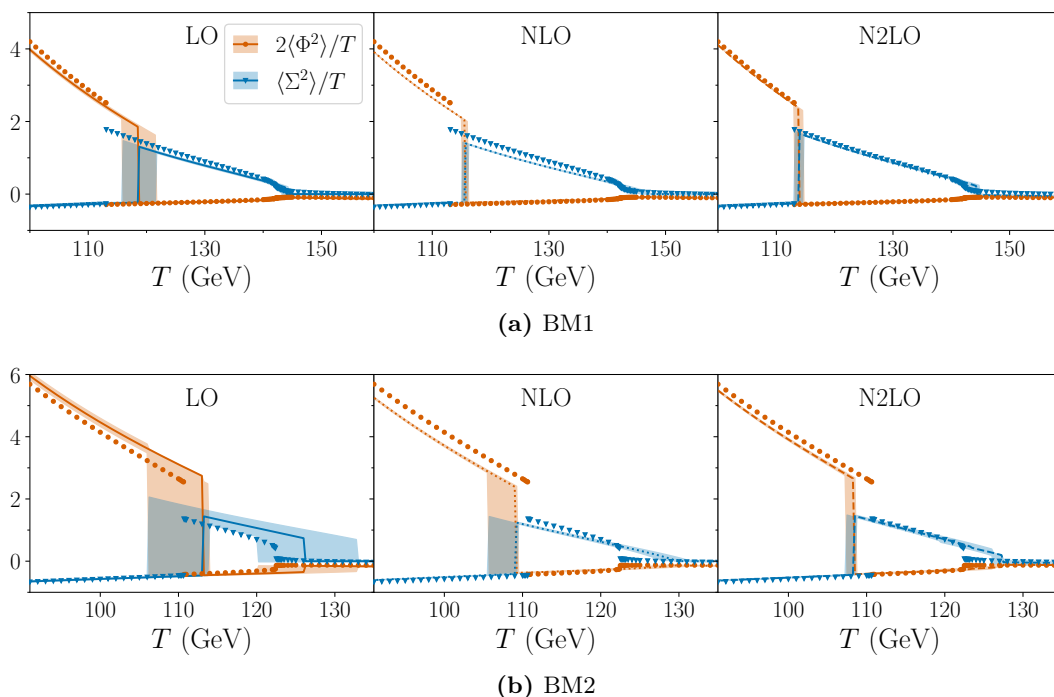 LO NLO N2LO
2⟨Φ²⟩/T
⟨Σ²⟩/T
4
2
0
110 130 150 110 130 150 110 130 150
T (GeV) T (GeV) T (GeV)
(a) BM1
6
LO NLO N2LO
4
2
0
100 110 120 130 100 110 120 130 100 110 120 130
T (GeV) T (GeV) T (GeV)
(b) BM2